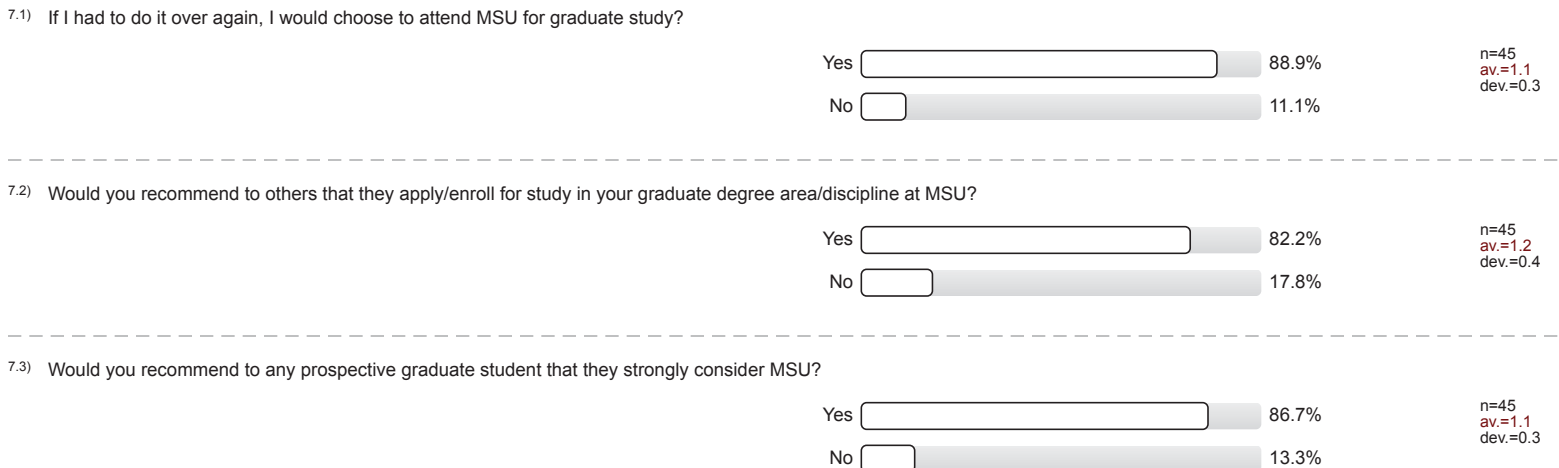 7.1) If I had to do it over again, I would choose to attend MSU for graduate study?
Yes 88.9%
n=45
av.=1.1
dev.=0.3
No 11.1%
7.2) Would you recommend to others that they apply/enroll for study in your graduate degree area/discipline at MSU?
Yes 82.2%
n=45
av.=1.2
dev.=0.4
No 17.8%
7.3) Would you recommend to any prospective graduate student that they strongly consider MSU?
Yes 86.7%
n=45
av.=1.1
dev.=0.3
No 13.3%